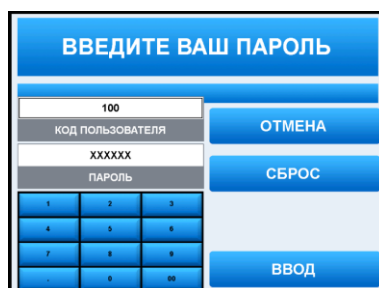 ВВЕДИТЕ ВАШ ПАРОЛЬ
100
КОД ПОЛЬЗОВАТЕЛЯ
ОТМЕНА
XXXXXX
ПАРОЛЬ
СБРОС
1 2 3
4 5 6
7 8 9
. 0 00
ВВОД